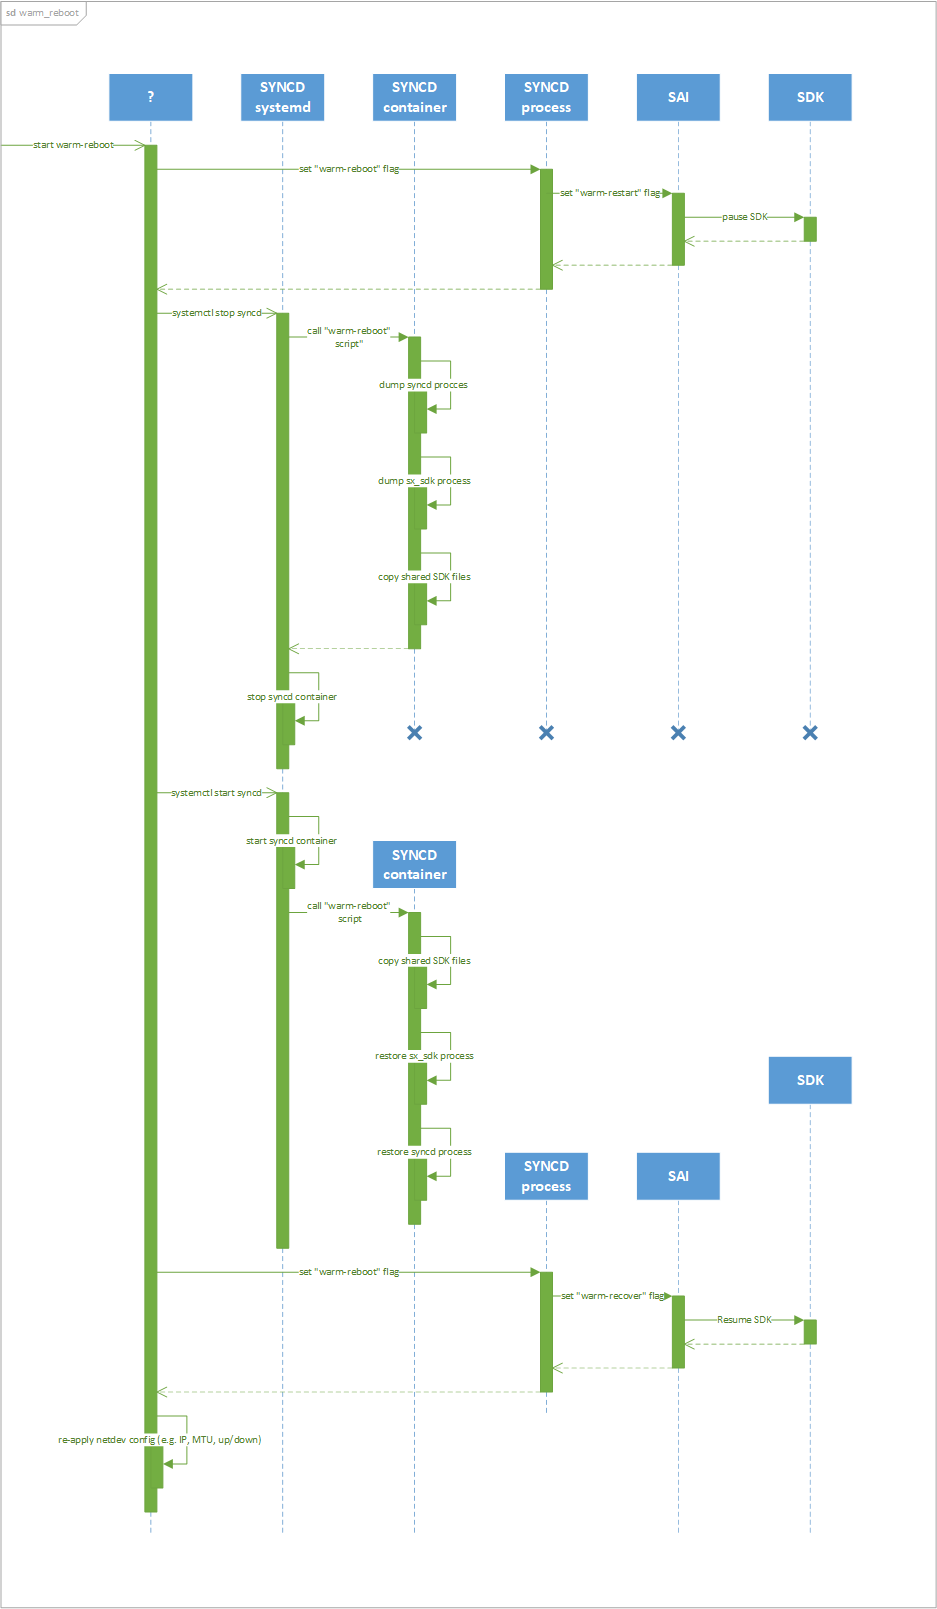 sd warm_reboot
?
SYNCD
systemd
SYNCD
container
SYNCD
process
SAI
SDK
start warm-reboot
set "warm-reboot" flag
set "warm-restart" flag
pause SDK
systemctl stop syncd
call "warm-reboot"
script"
dump syncd procces
dump sx_sdk process
copy shared SDK files
stop syncd container
systemctl start syncd
start syncd container
SYNCD
container
call "warm-reboot"
script
copy shared SDK files
restore sx_sdk process
SDK
restore syncd process
SYNCD
process
SAI
set "warm-reboot" flag
set "warm-recover" flag
Resume SDK
re-apply netdev config (e.g. IP, MTU, up/down)